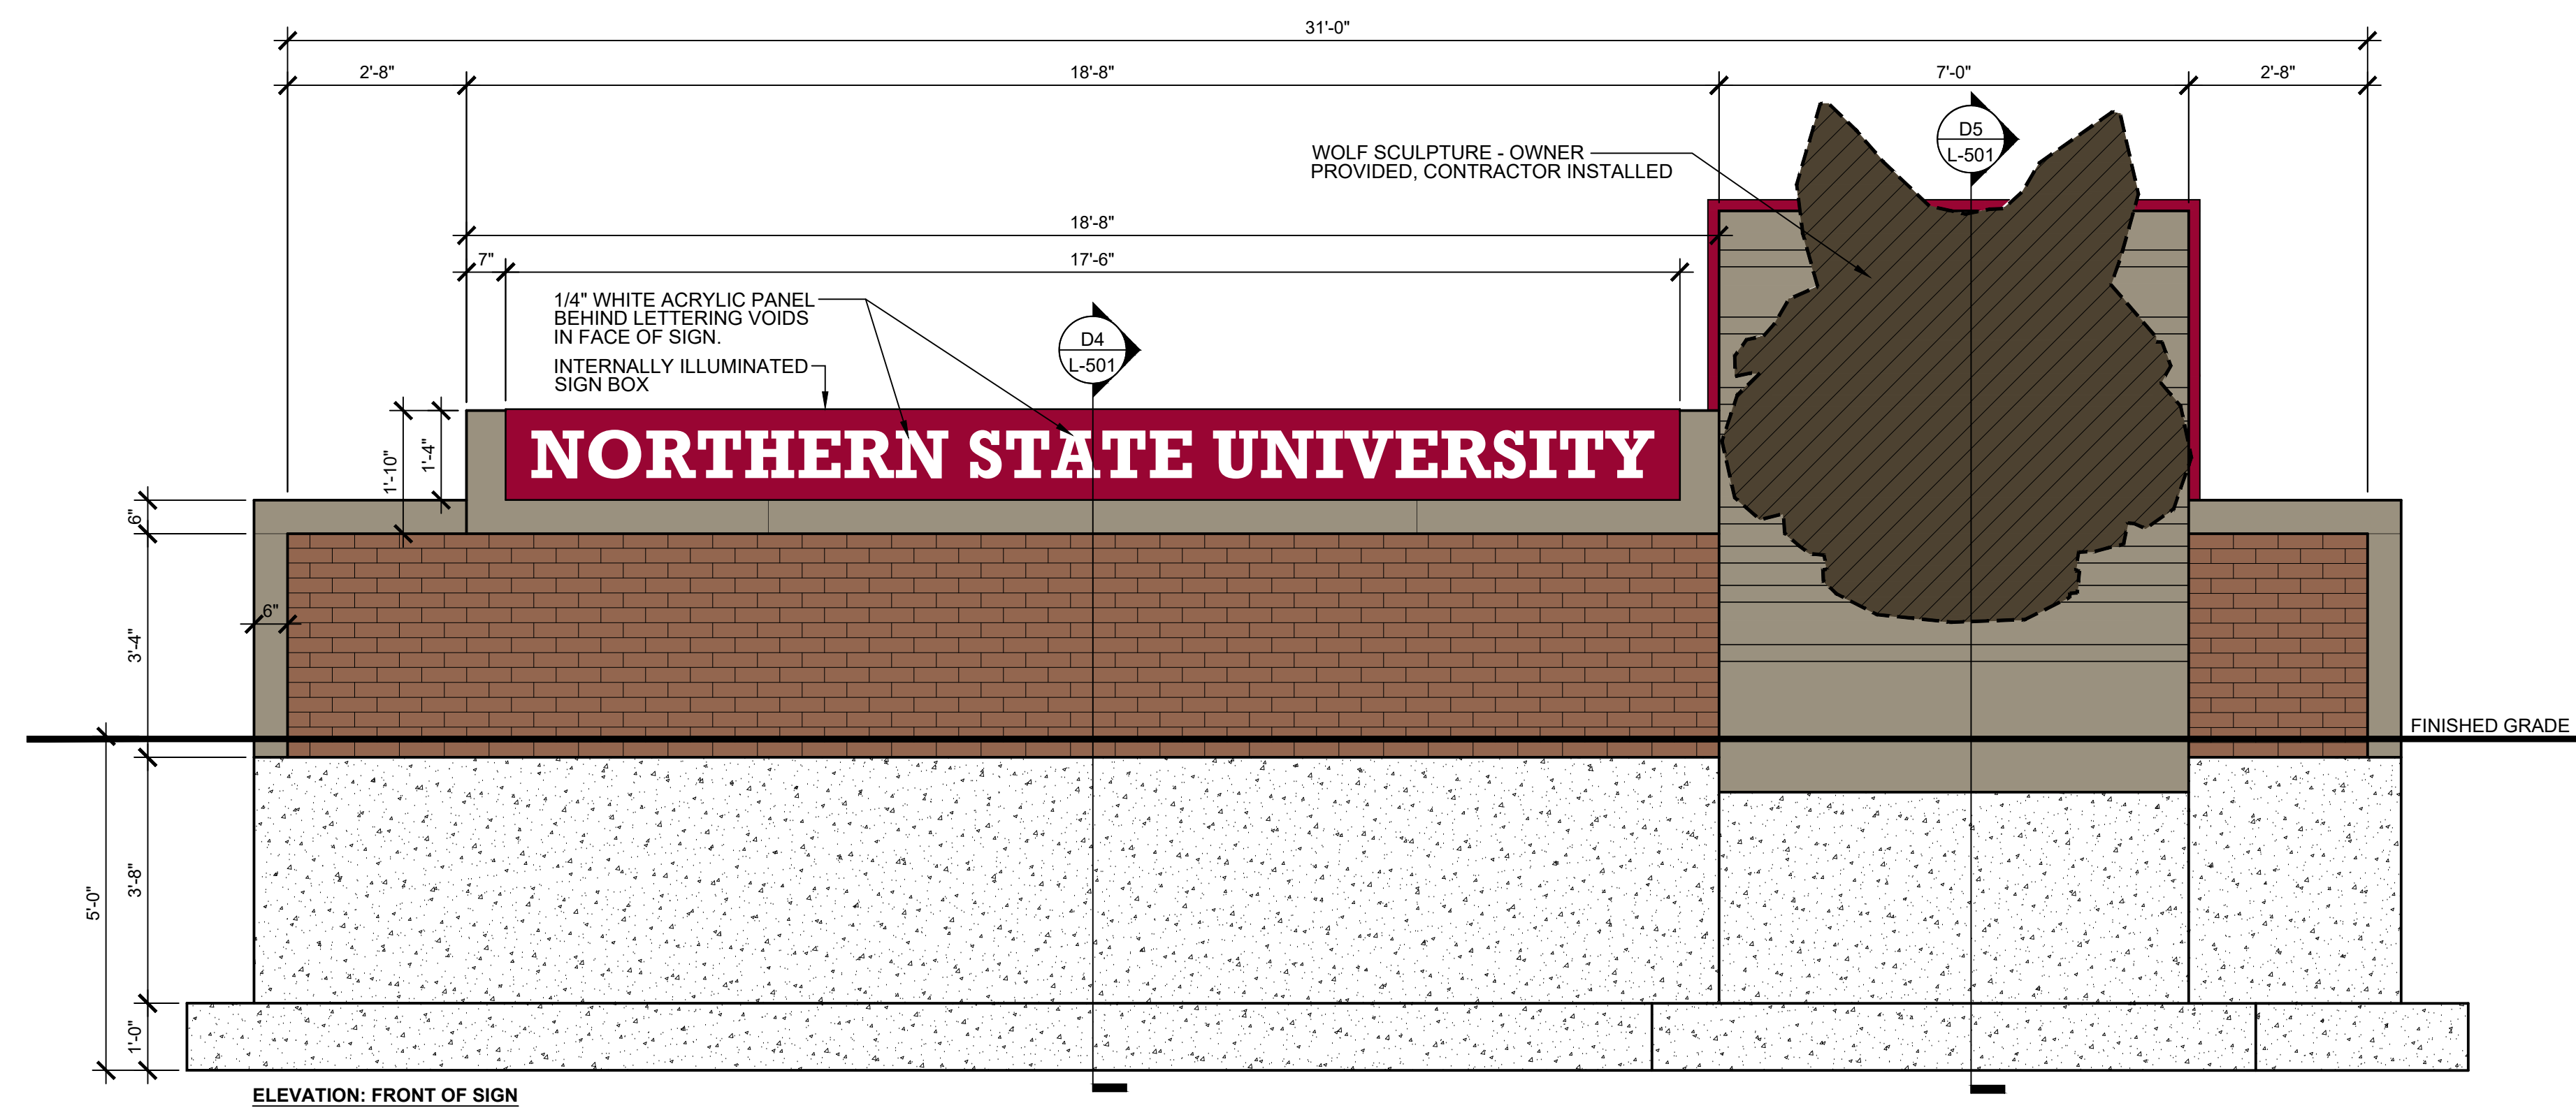 31'-0"
2'-8"
18'-8"
7'-0"
2'-8"
D5
L-501
WOLF SCULPTURE - OWNER
PROVIDED, CONTRACTOR INSTALLED
18'-8"
7"
17'-6"
1/4" WHITE ACRYLIC PANEL
BEHIND LETTERING VOIDS
IN FACE OF SIGN.
INTERNALLY ILLUMINATED
SIGN BOX
D4
L-501
1'-10"
1'-4"
NORTHERN STATE UNIVERSITY
6"
6"
3'-4"
FINISHED GRADE
5'-0"
3'-8"
1'-0"
ELEVATION: FRONT OF SIGN